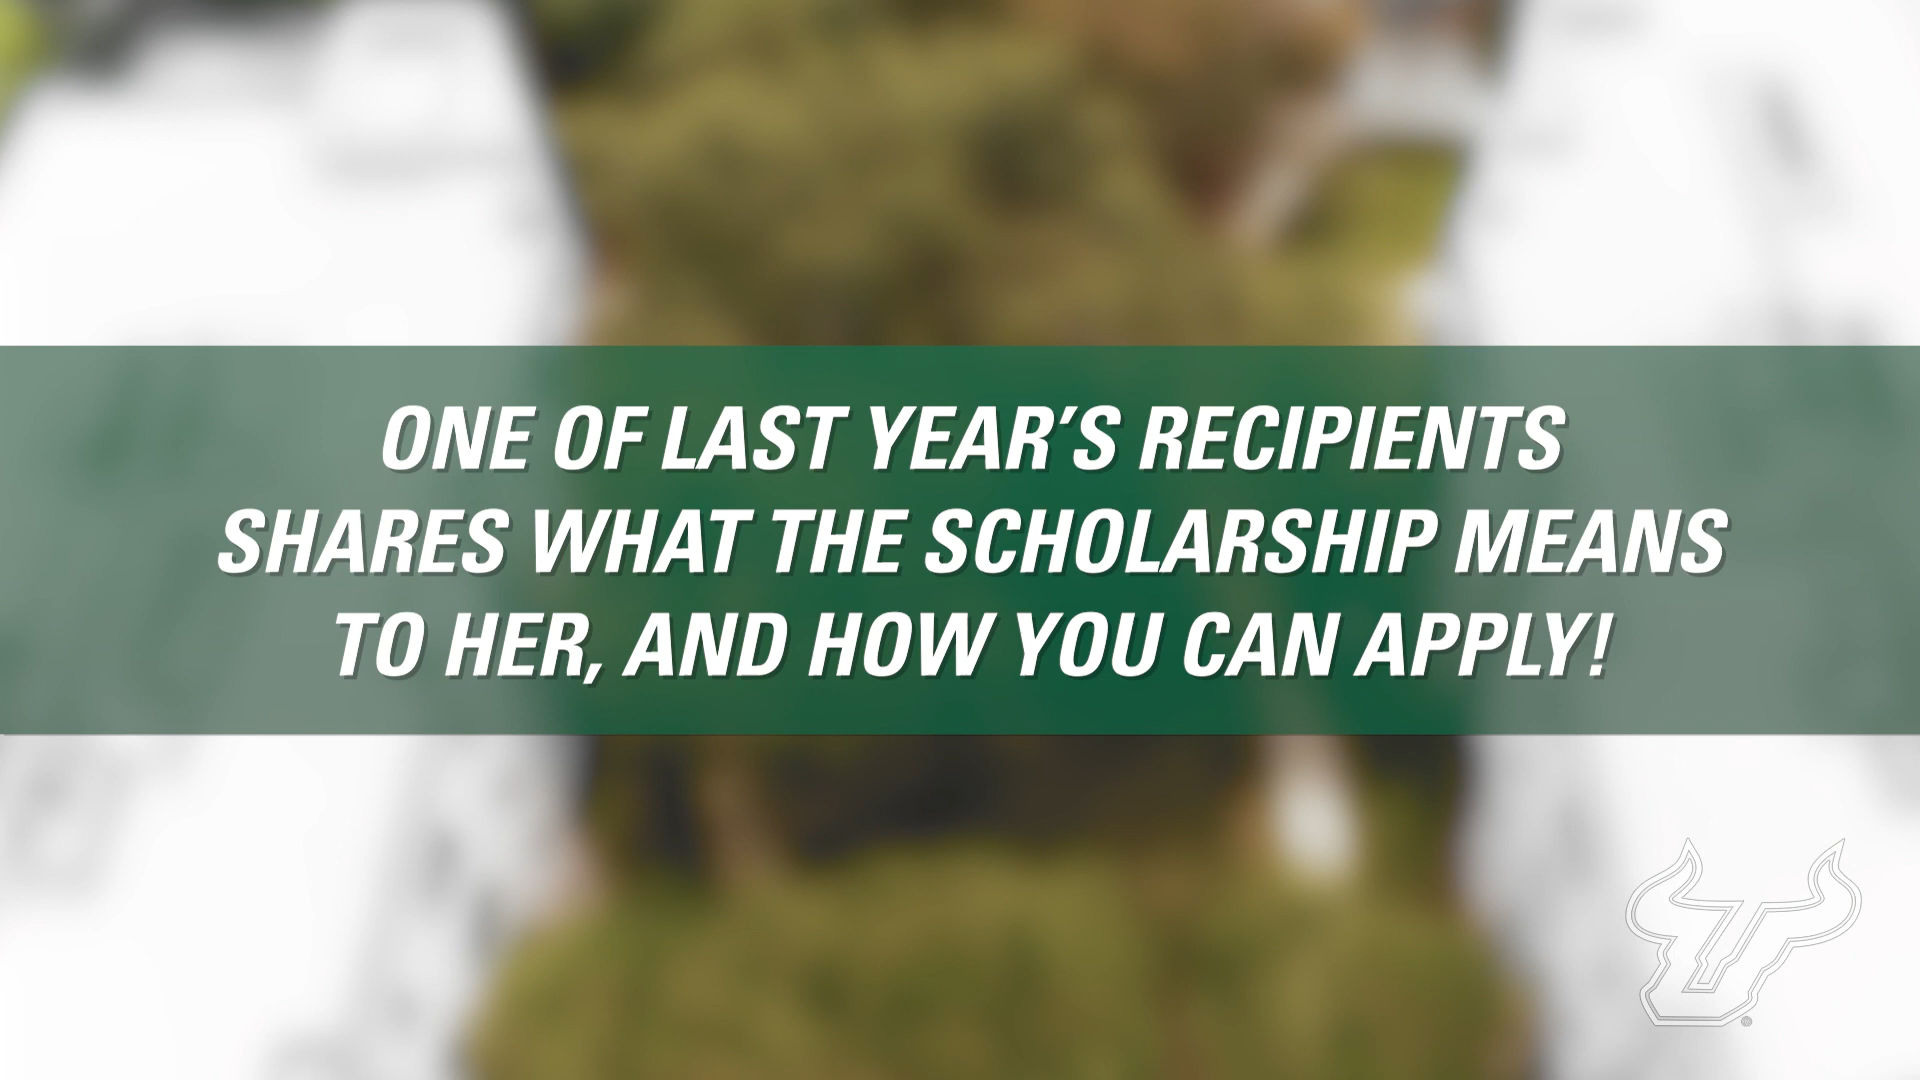 ONE OF LAST YEAR'S RECIPIENTS
SHARES WHAT THE SCHOLARSHIP MEANS
TO HER, AND HOW YOU CAN APPLY!